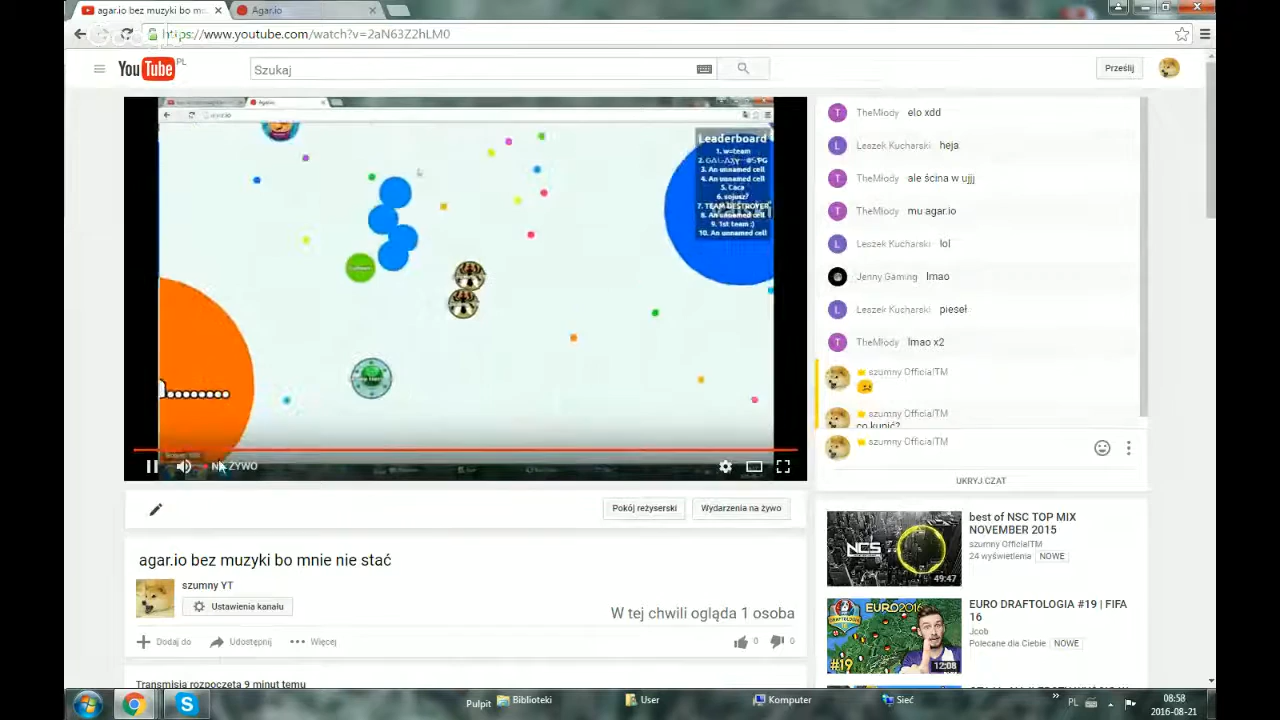 agar.io bez muzyki bo m
Agar.io
https://www.youtube.com/watch?v=2aN63Z2hLM0
YouTube PL
Szukaj
Prześlij
Leaderboard
1. w=team
3. An unnamed cell
4. An unnamed cell
5. Caca
6. sojusz?
7. TEAM DESTROYER
8. An unnamed cell
9. 1st team :)
10. An unnamed cell
NA ŻYWO
TheMłody elo xdd
Leszek Kucharski heja
TheMłody ale ścina w ujjj
TheMłody mu agar.io
Leszek Kucharski lol
Jenny Gaming lmao
Leszek Kucharski pieseł
TheMłody lmao x2
szumny OfficialTM
szumny OfficialTM
co kupić?
szumny OfficialTM
UKRYJ CZAT
Pokój reżyserski
Wydarzenia na żywo
agar.io bez muzyki bo mnie nie stać
szumny YT
Ustawienia kanału
W tej chwili ogląda 1 osoba
Dodaj do
Udostępnij
Więcej
0
0
Transmisja rozpoczęta 9 minut temu
NCS
49:47
best of NSC TOP MIX
NOVEMBER 2015
szumny OfficialTM
24 wyświetlenia NOWE
EURO2016
#19
12:08
EURO DRAFTOLOGIA #19 | FIFA
16
Jcob
Polecane dla Ciebie NOWE
Pulpit
Biblioteki
User
Komputer
Sieć
PL
08:58
2016-08-21